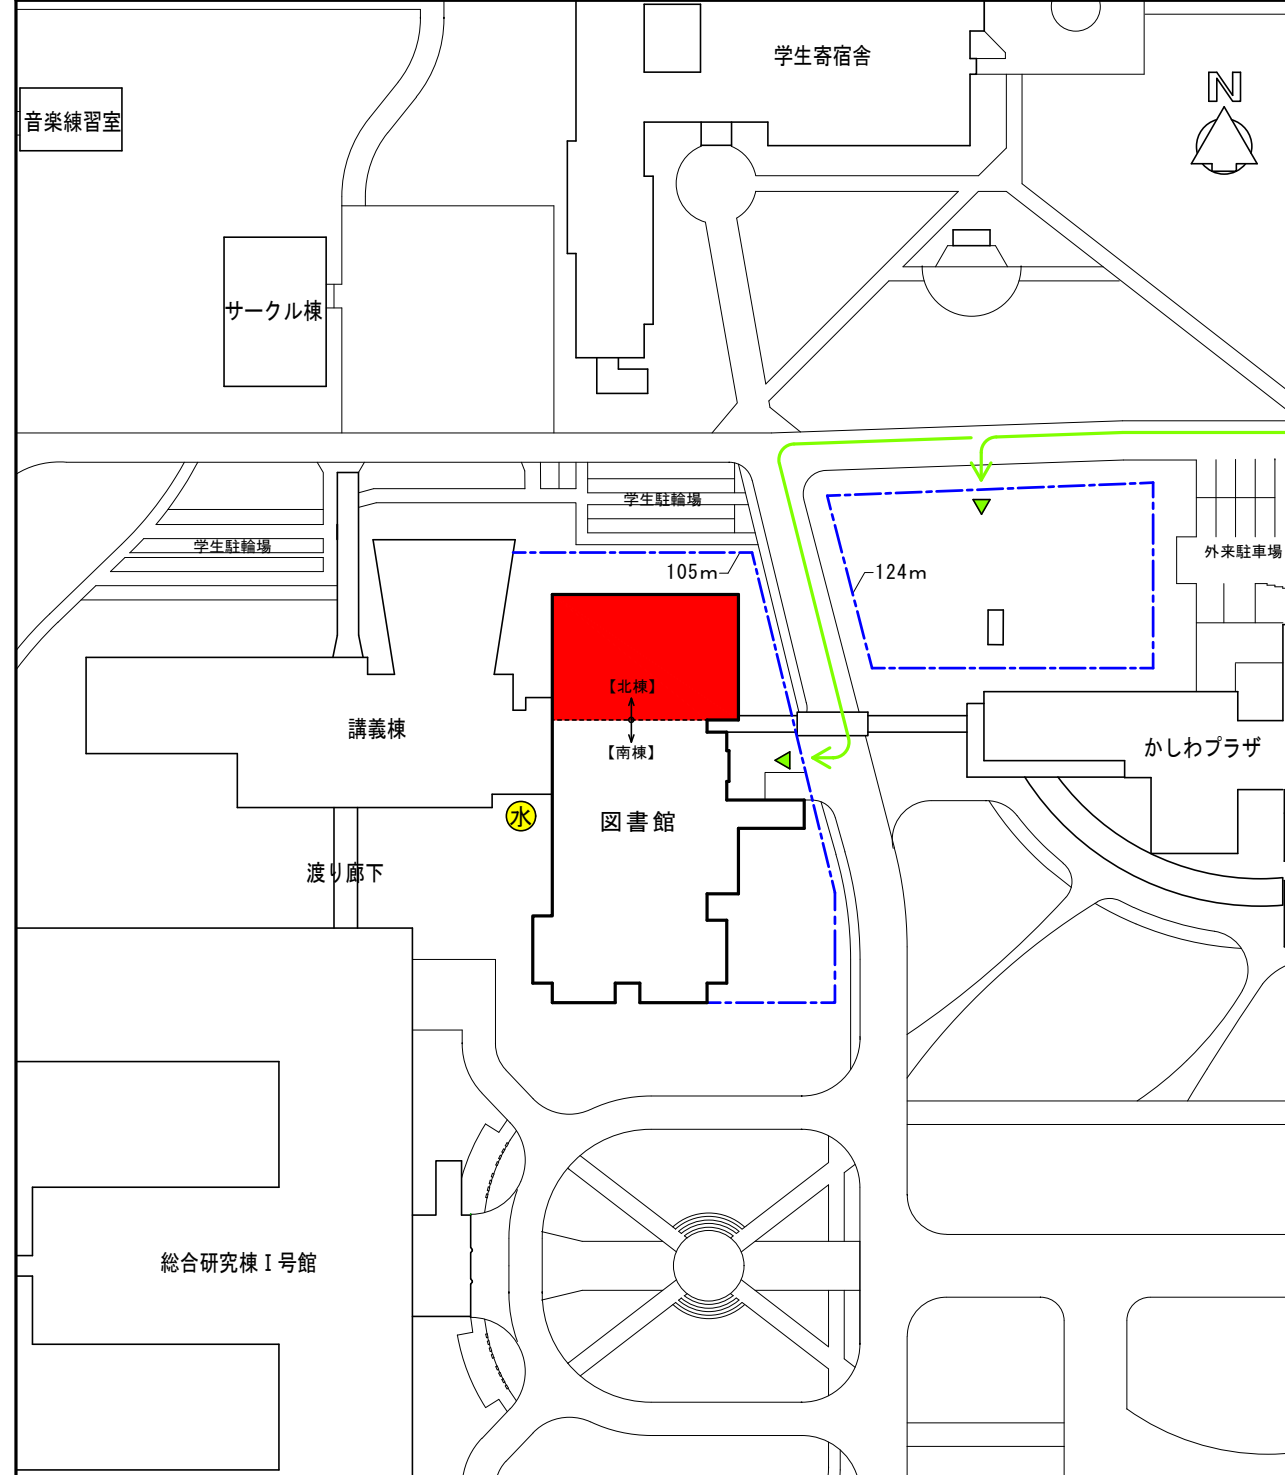 学生寄宿舎
N
音楽練習室
サークル棟
学生駐輪場
学生駐輪場
外来駐車場
105m
124m
【北棟】
【南棟】
講義棟
かしわプラザ
水
図書館
渡り廊下
総合研究棟Ⅰ号館